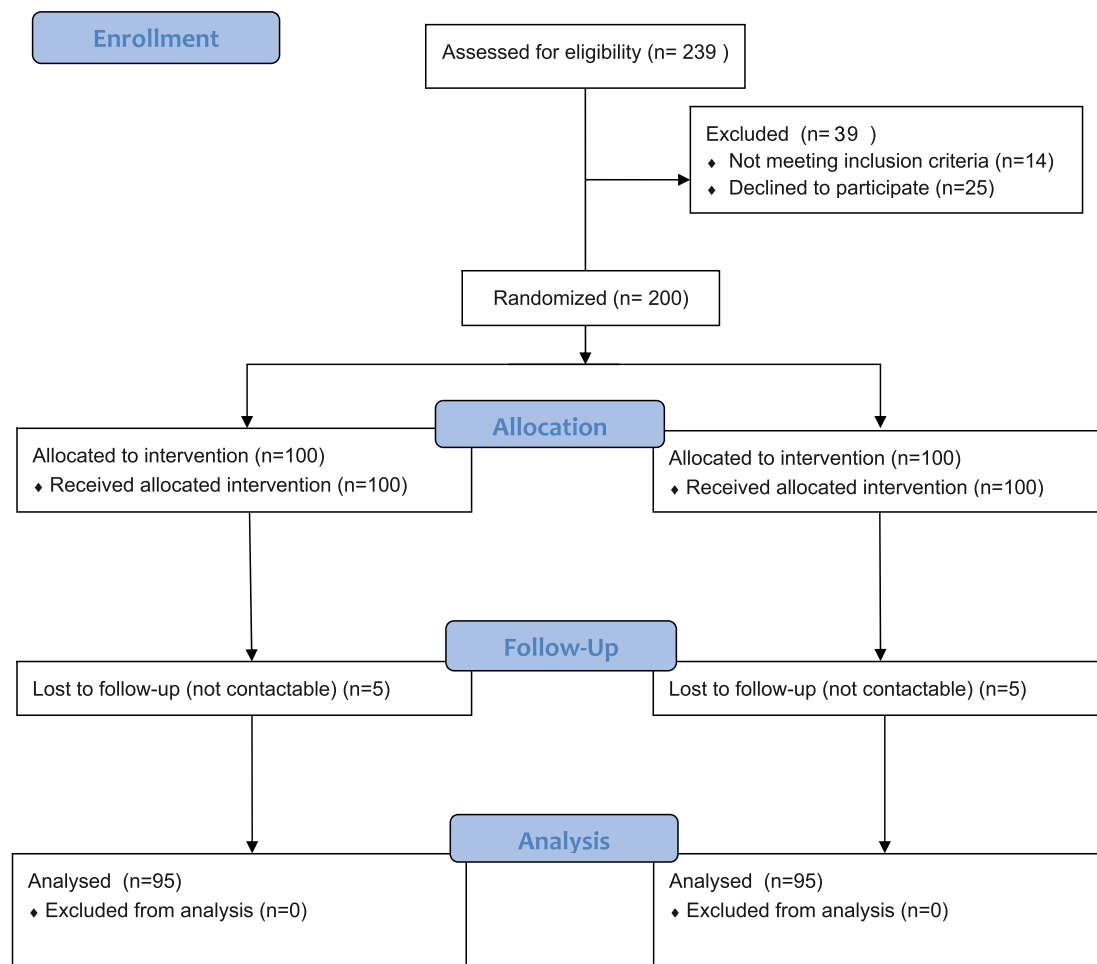 Enrollment
Assessed for eligibility (n= 239 )
Excluded (n= 39 )
♦ Not meeting inclusion criteria (n=14)
♦ Declined to participate (n=25)
Randomized (n= 200)
Allocation
Allocated to intervention (n=100)
♦ Received allocated intervention (n=100)
Allocated to intervention (n=100)
♦ Received allocated intervention (n=100)
Follow-Up
Lost to follow-up (not contactable) (n=5)
Lost to follow-up (not contactable) (n=5)
Analysis
Analysed (n=95)
♦ Excluded from analysis (n=0)
Analysed (n=95)
♦ Excluded from analysis (n=0)